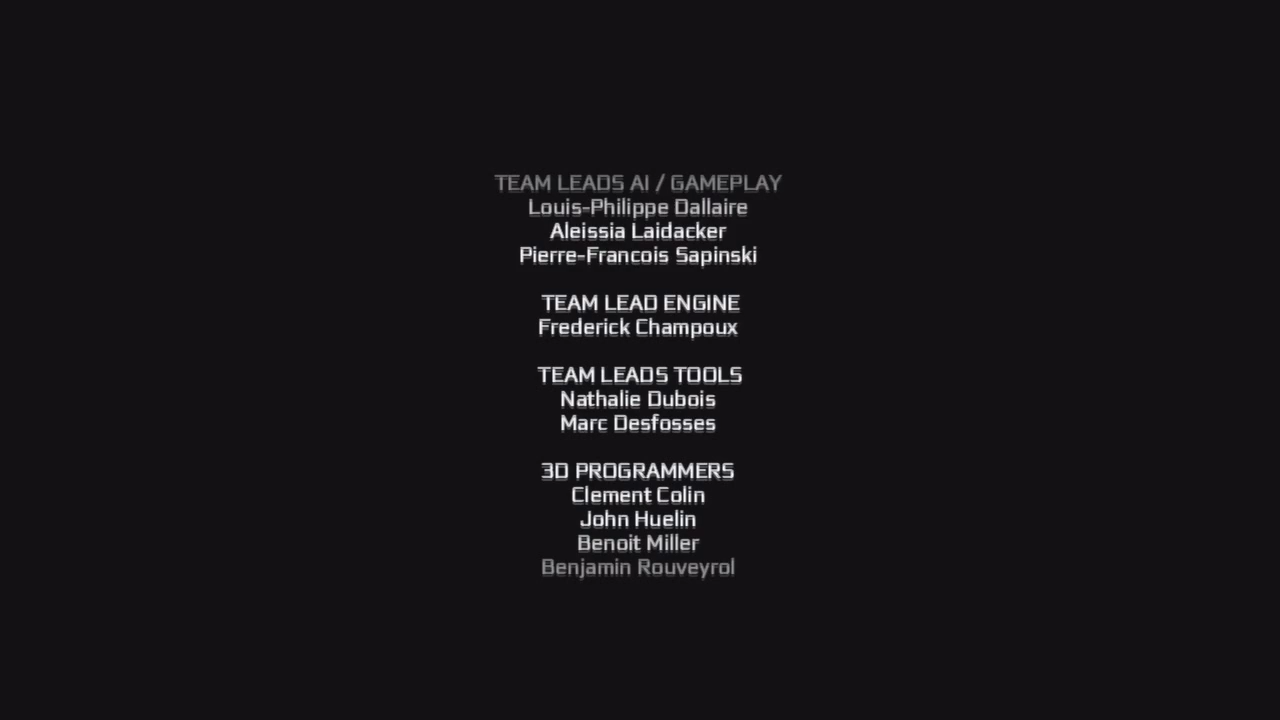 TEAM LEADS AI / GAMEPLAY
Louis-Philippe Dallaire
Aleissia Laidacker
Pierre-Francois Sapinski
TEAM LEAD ENGINE
Frederick Champoux
TEAM LEADS TOOLS
Nathalie Dubois
Marc Desfosses
3D PROGRAMMERS
Clement Colin
John Huelin
Benoit Miller
Benjamin Rouveyrol